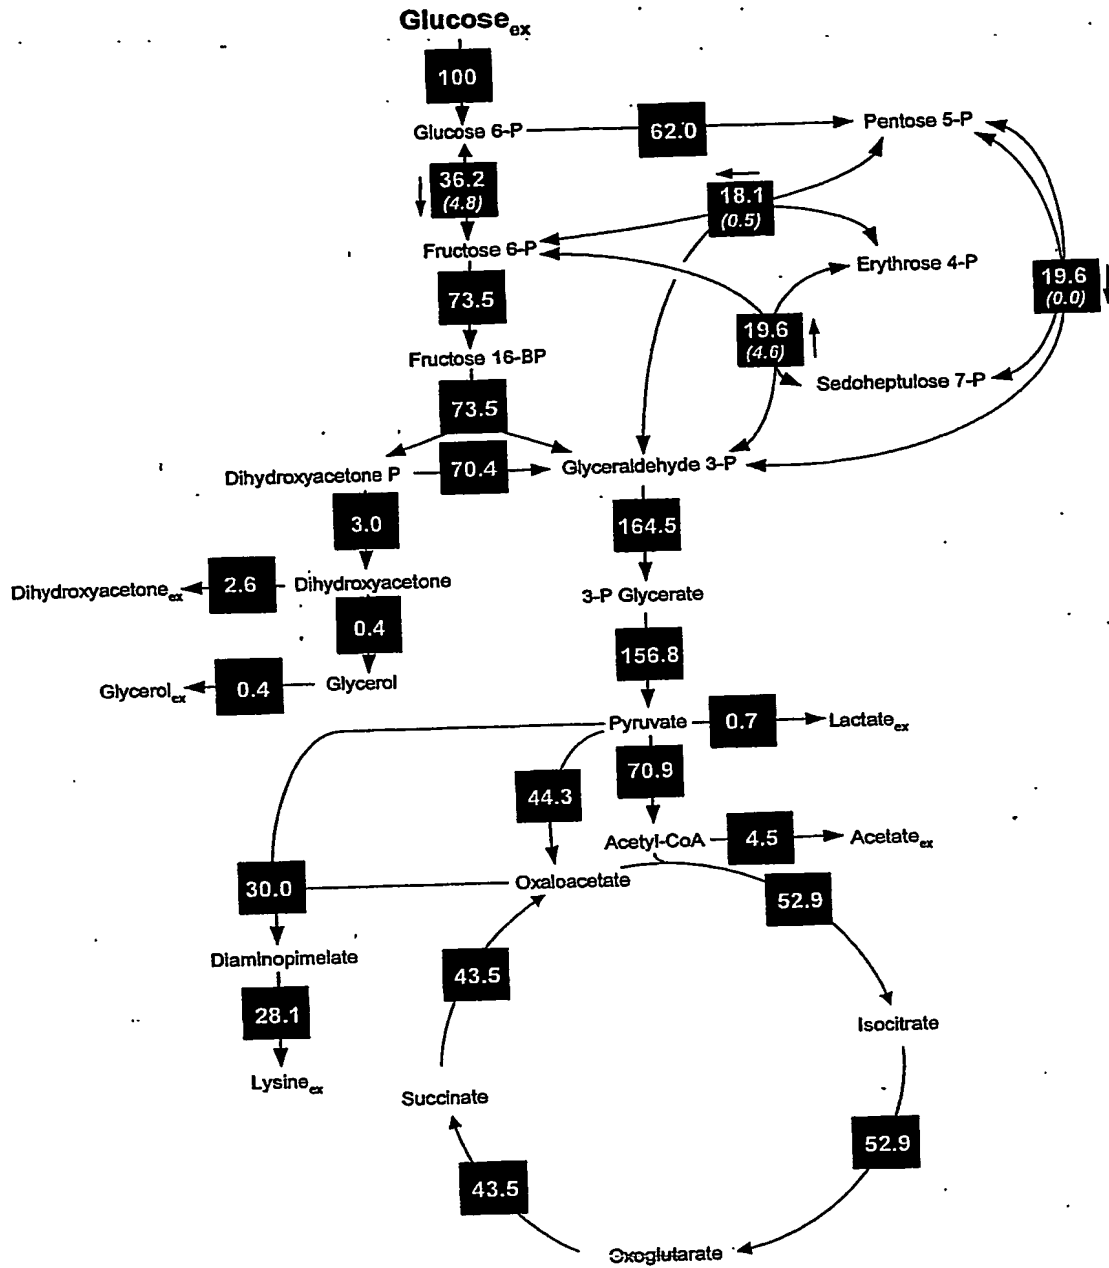 Glucose ex
100
Glucose 6-P
62.0
Pentose 5-P
36.2
(4.8)
18.1
(0.5)
Fructose 6-P
Erythrose 4-P
19.6
(0.0)
73.5
19.6
(4.6)
Fructose 16-BP
Sedoheptulose 7-P
73.5
Dihydroxyacetone P
70.4
Glyceraldehyde 3-P
3.0
164.5
Dihydroxyacetone ex
2.6
Dihydroxyacetone
3-P Glycerate
0.4
156.8
Glycerol ex
0.4
Glycerol
Pyruvate
0.7
Lactate ex
70.9
44.3
Acetyl-CoA
4.5
Acetate ex
30.0
Oxaloacetate
52.9
Diaminopimelate
43.5
28.1
Isocitrate
Lysine ex
Succinate
52.9
43.5
Oxoglutarate